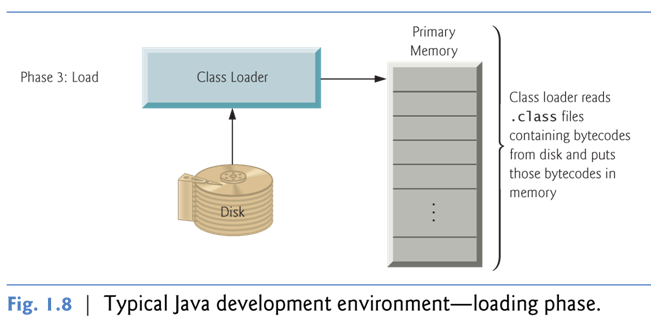 Primary
Memory
Phase 3: Load
Class Loader
Class loader reads
.class files
containing bytecodes
from disk and puts
those bytecodes in
memory
Disk
Fig. 1.8 | Typical Java development environment—loading phase.